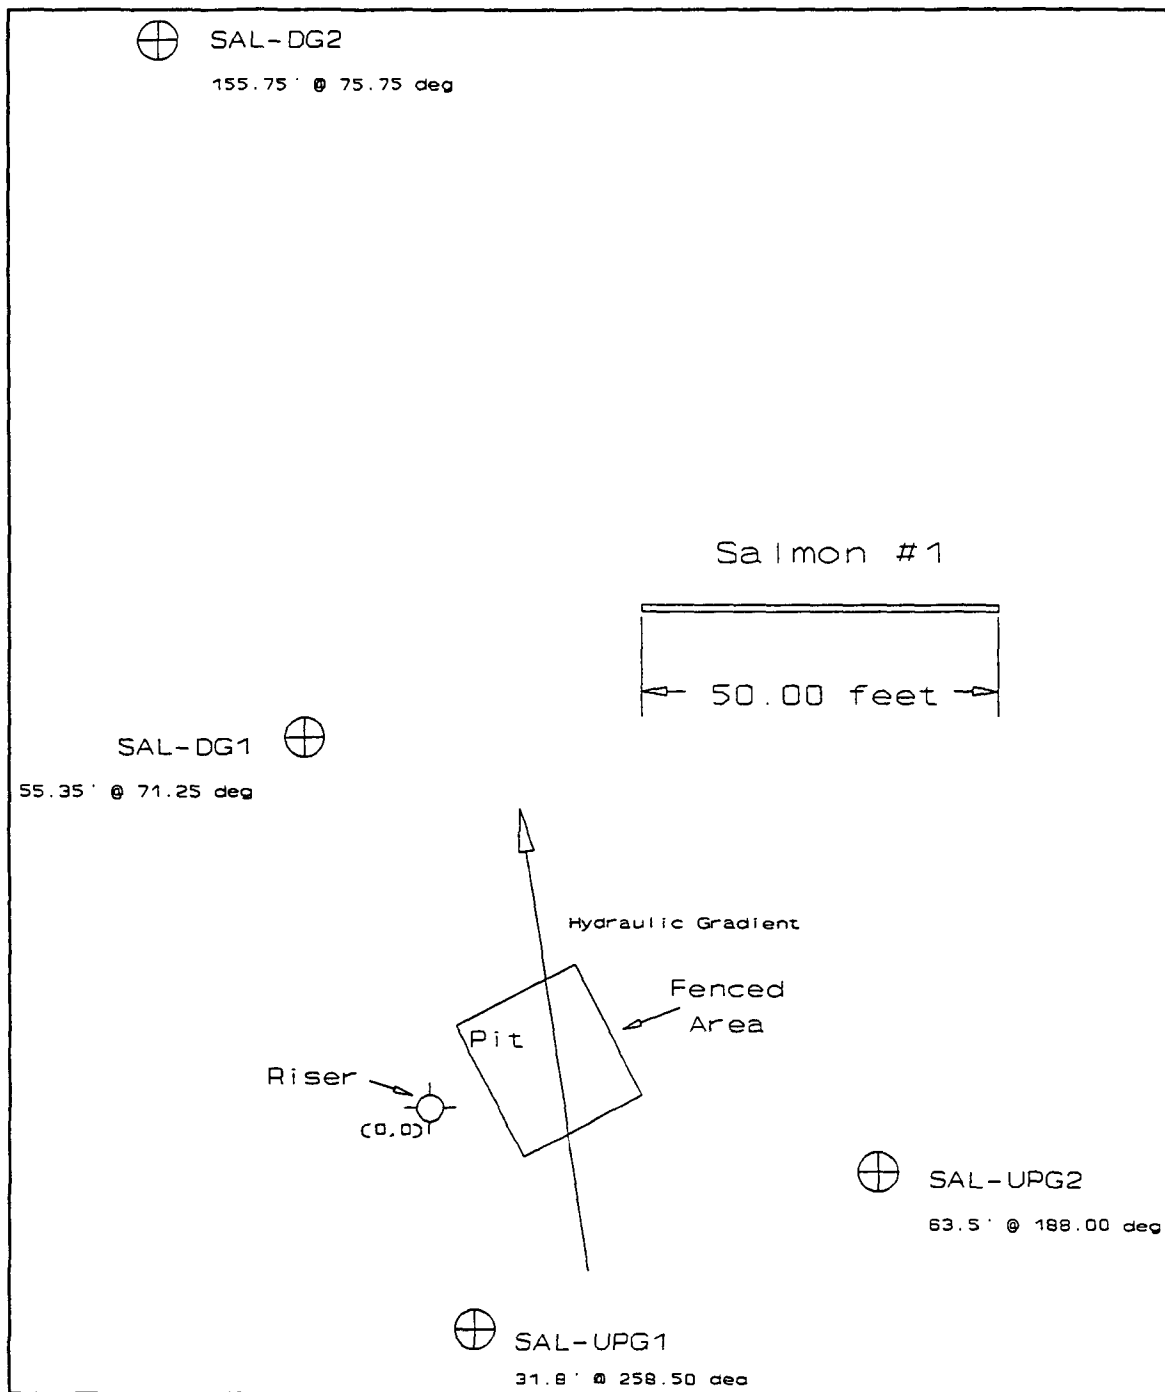 SAL-DG2
155.75' @ 75.75 deg
Salmon #1
50.00 feet
SAL-DG1
55.35' @ 71.25 deg
Hydraulic Gradient
Fenced
Area
Pit
Riser
(0,0)
SAL-UPG2
63.5' @ 188.00 deg
SAL-UPG1
31.8' @ 258.50 deg